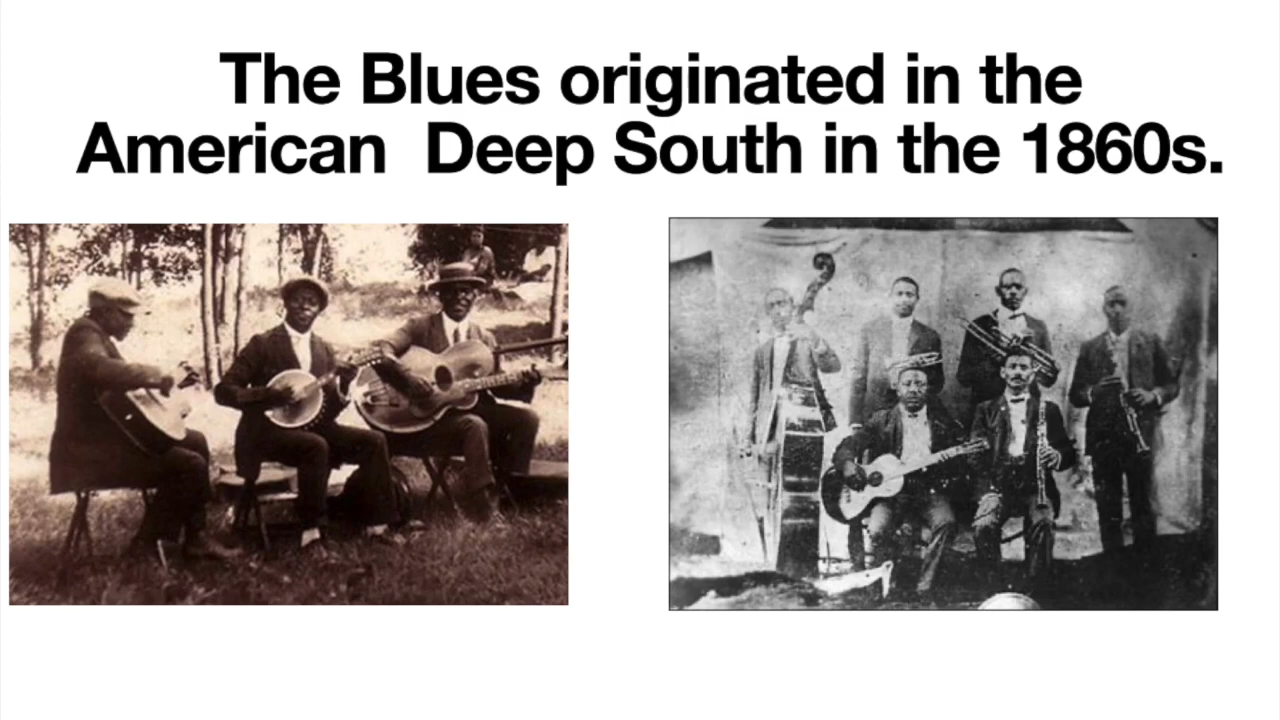 The Blues originated in the
American  Deep South in the 1860s.